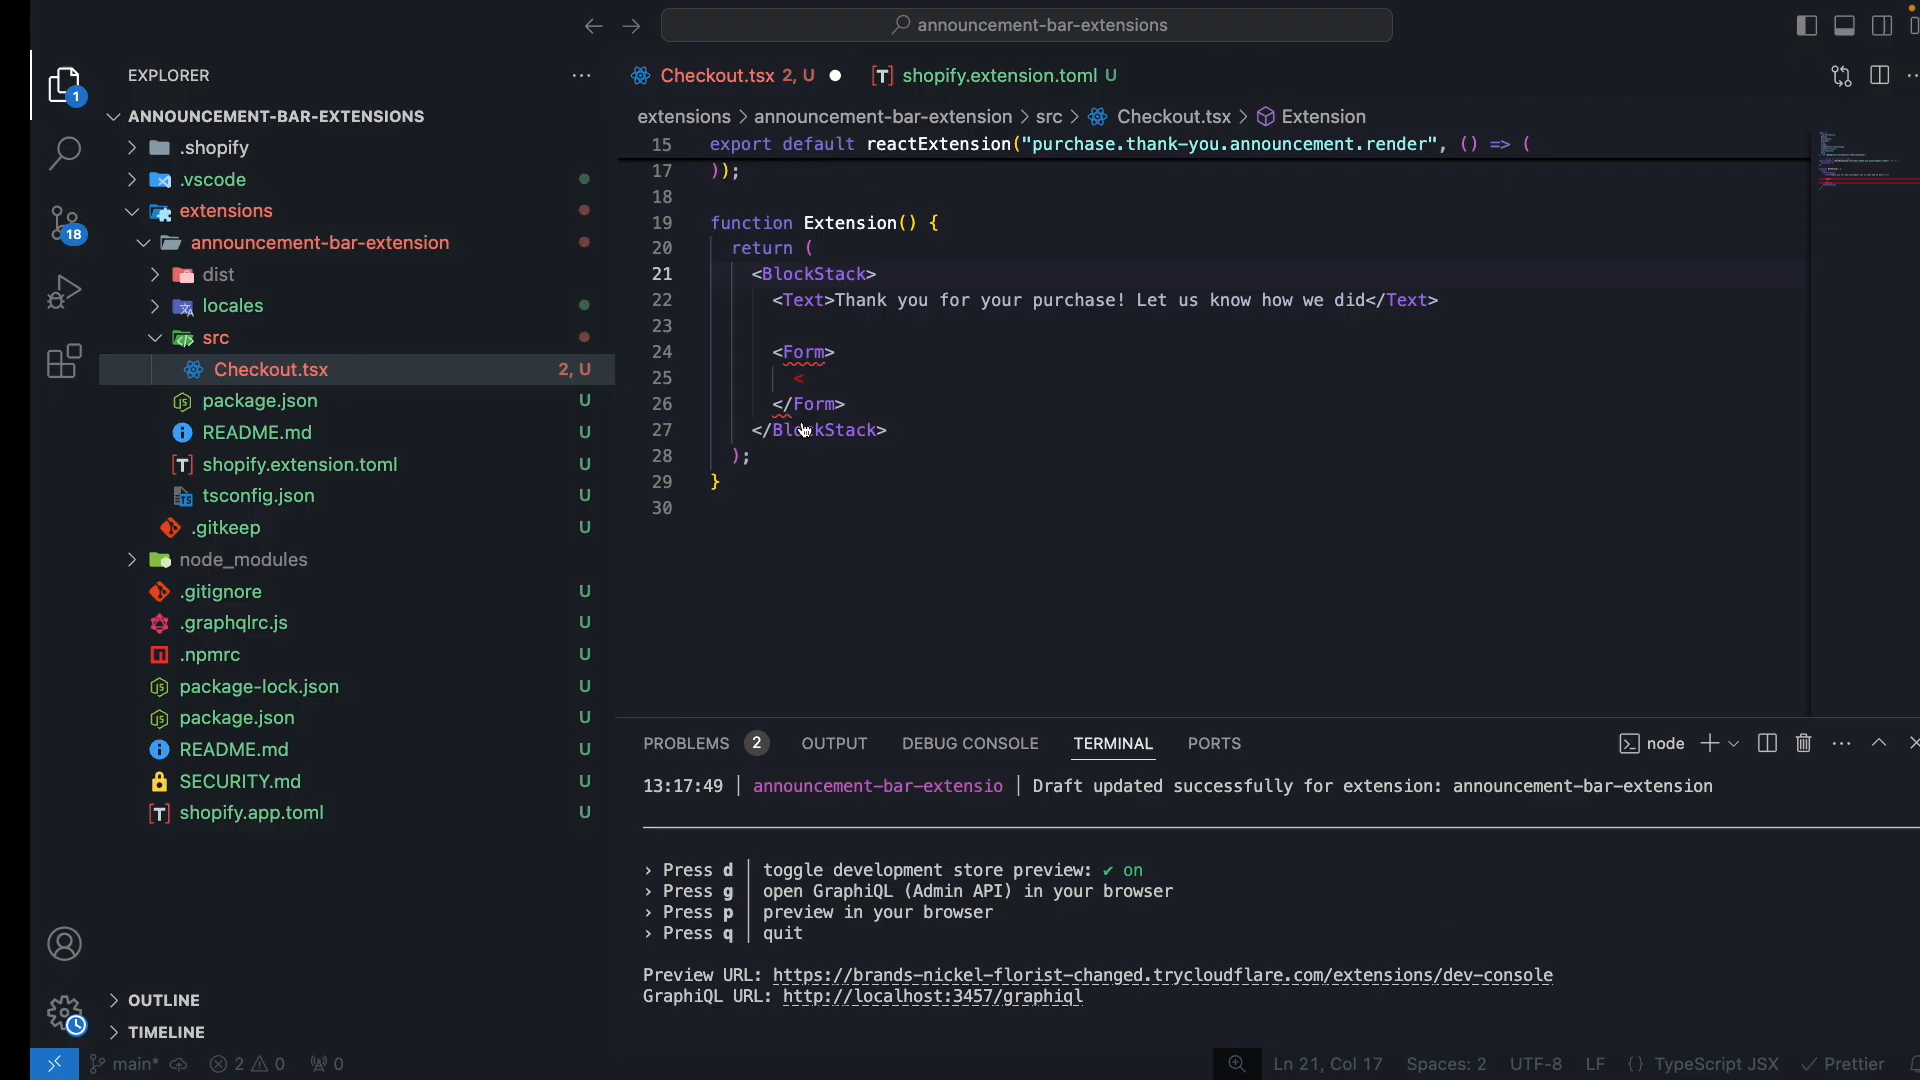 announcement-bar-extensions
EXPLORER
Checkout.tsx 2, U
shopify.extension.toml U
ANNOUNCEMENT-BAR-EXTENSIONS
extensions > announcement-bar-extension > src > Checkout.tsx > Extension
.shopify
.vscode
extensions
announcement-bar-extension
dist
locales
src
Checkout.tsx 2, U
package.json U
README.md U
shopify.extension.toml U
tsconfig.json U
.gitkeep U
node_modules
.gitignore U
.graphqlrc.js U
.npmrc U
package-lock.json U
package.json U
README.md U
SECURITY.md U
shopify.app.toml U
OUTLINE
TIMELINE
1
18
15 export default reactExtension("purchase.thank-you.announcement.render", () => (
17 ));
18
19 function Extension() {
20 return (
21 <BlockStack>
22 <Text>Thank you for your purchase! Let us know how we did</Text>
23
24 <Form>
25 <
26 </Form>
27 </BlockStack>
28 );
29 }
30
PROBLEMS 2 OUTPUT DEBUG CONSOLE TERMINAL PORTS node
13:17:49 | announcement-bar-extensio | Draft updated successfully for extension: announcement-bar-extension
› Press d | toggle development store preview: ✔ on
› Press g | open GraphiQL (Admin API) in your browser
› Press p | preview in your browser
› Press q | quit
Preview URL: https://brands-nickel-florist-changed.trycloudflare.com/extensions/dev-console
GraphiQL URL: http://localhost:3457/graphiql
main* 2 0 0 Ln 21, Col 17 Spaces: 2 UTF-8 LF {} TypeScript JSX Prettier